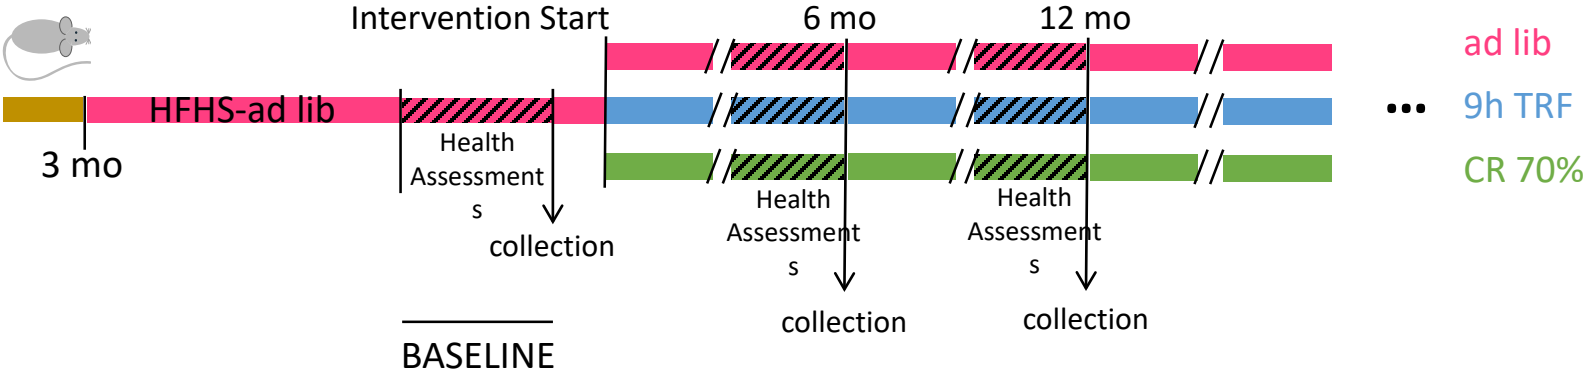 Intervention Start
6 mo
12 mo
ad lib
HFHS-ad lib
9h TRF
...
3 mo
Health
Assessment
s
CR 70%
Health
Assessment
s
Health
Assessment
s
collection
collection
collection
BASELINE